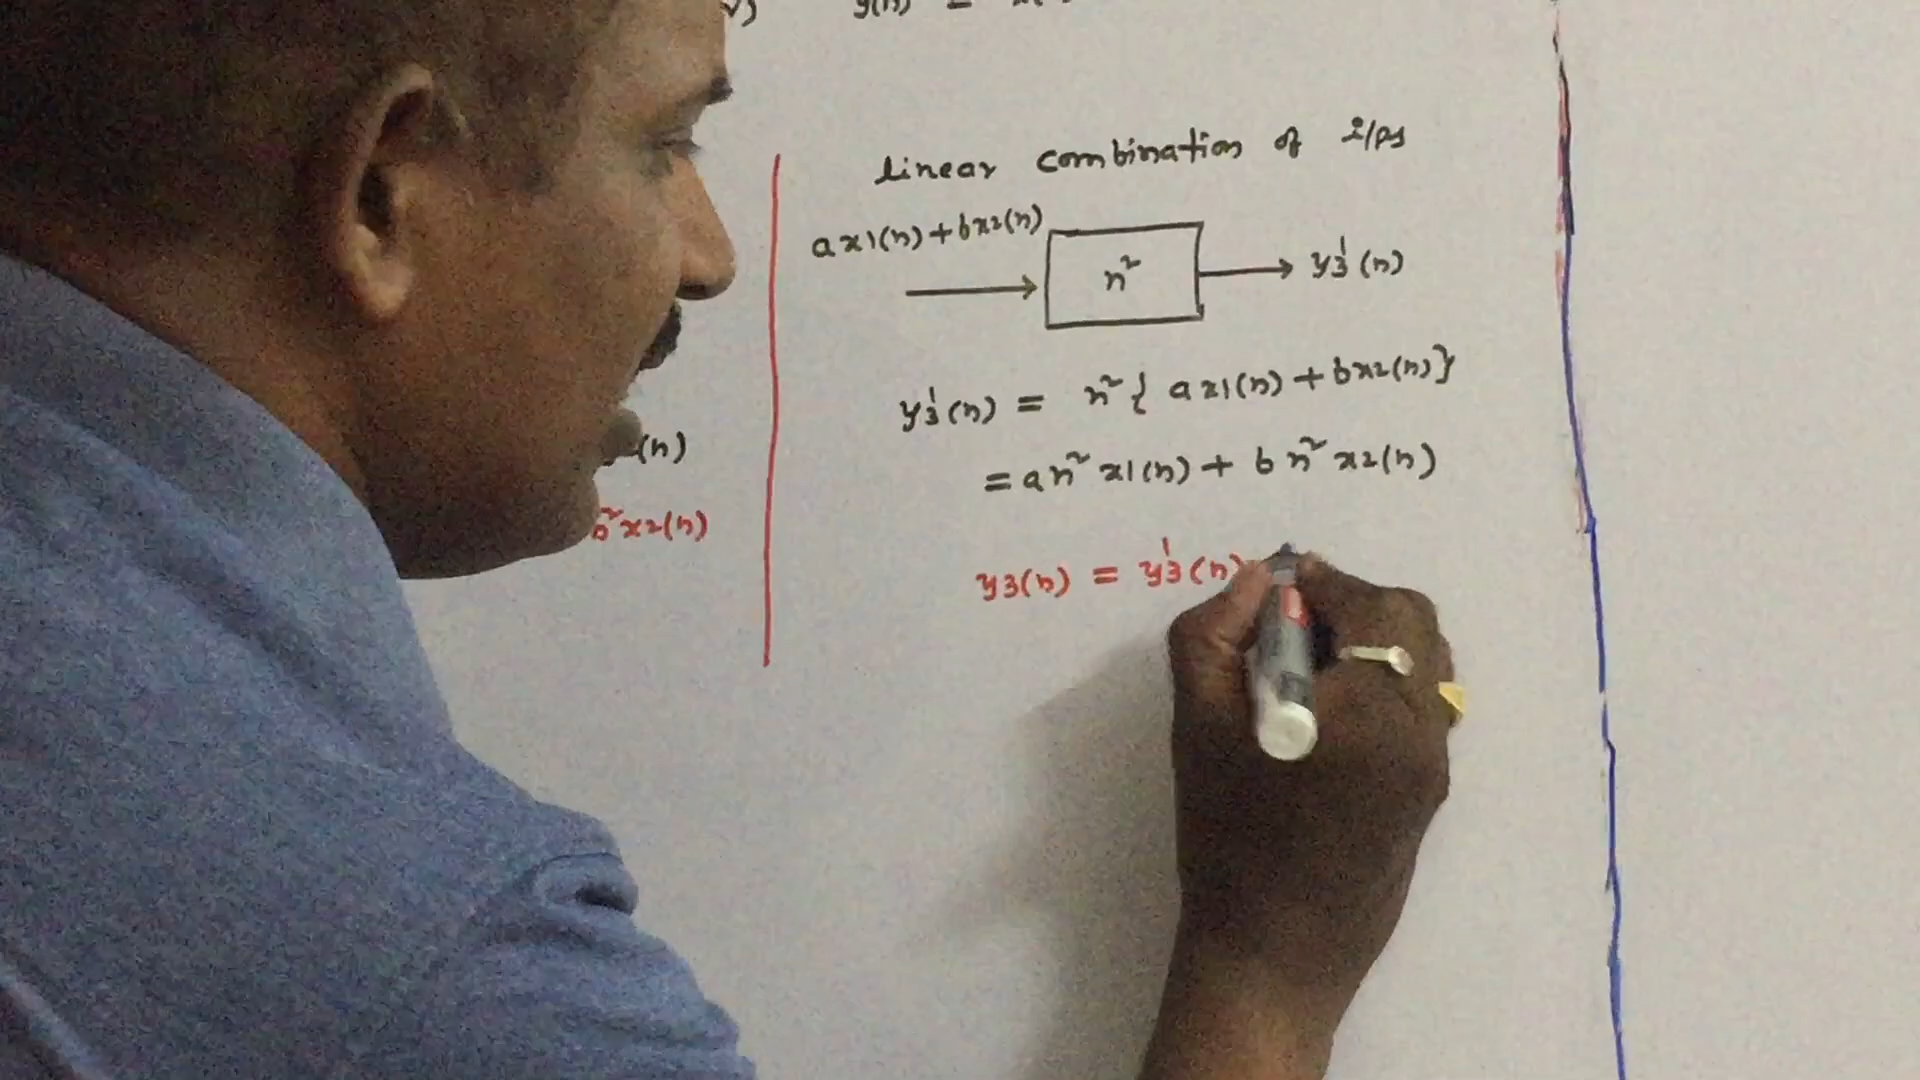 y(n) =
linear combination of i/ps
ax1(n)+bx2(n)
n²
y3'(n)
y3'(n) = n²{ax1(n)+bx2(n)}
(n)
= an²x1(n) + bn²x2(n)
x2(n)
y3(n) = y3'(n)